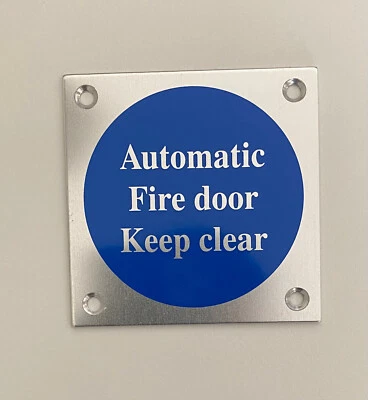 Automatic
Fire door
Keep clear